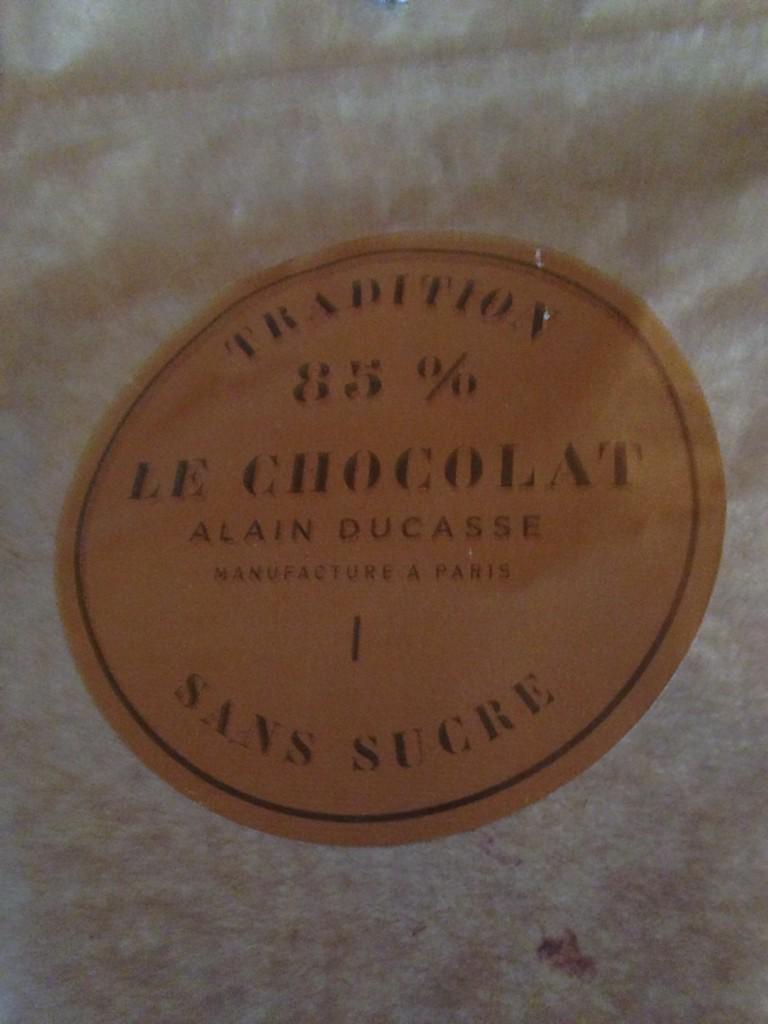 TRADITION
85 %
LE CHOCOLAT
ALAIN DUCASSE
MANUFACTURE A PARIS
SANS SUCRE